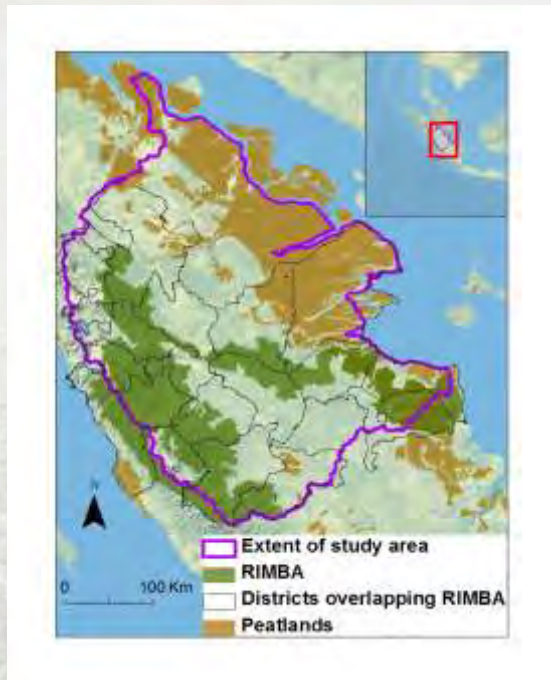 N
0 100 Km
Extent of study area
RIMBA
Districts overlapping RIMBA
Peatlands